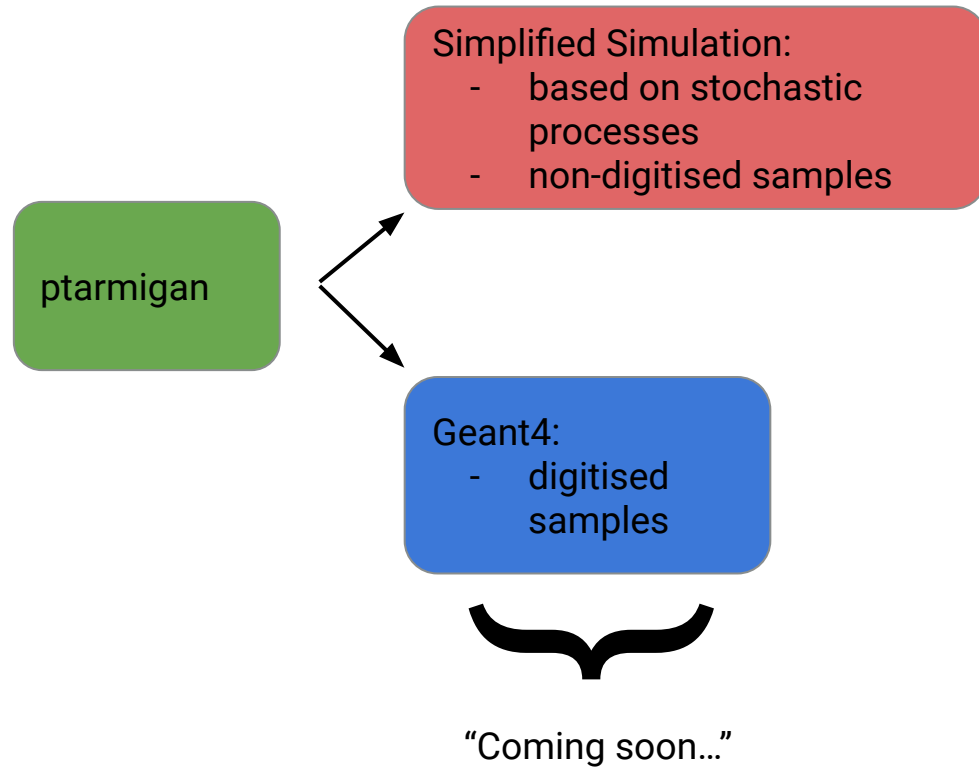 Simplified Simulation:
- based on stochastic
processes
- non-digitised samples
ptarmigan
Geant4:
- digitised
samples
“Coming soon…”